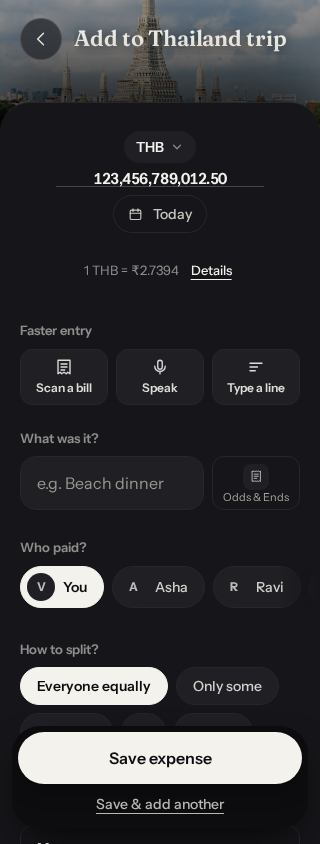 Add to Thailand trip
THB
123,456,789,012.50
Today
1 THB = ₹2.7394 Details
Faster entry
Scan a bill Speak Type a line
What was it?
e.g. Beach dinner
Odds & Ends
Who paid?
V You A Asha R Ravi
How to split?
Everyone equally Only some
Save expense
Save & add another